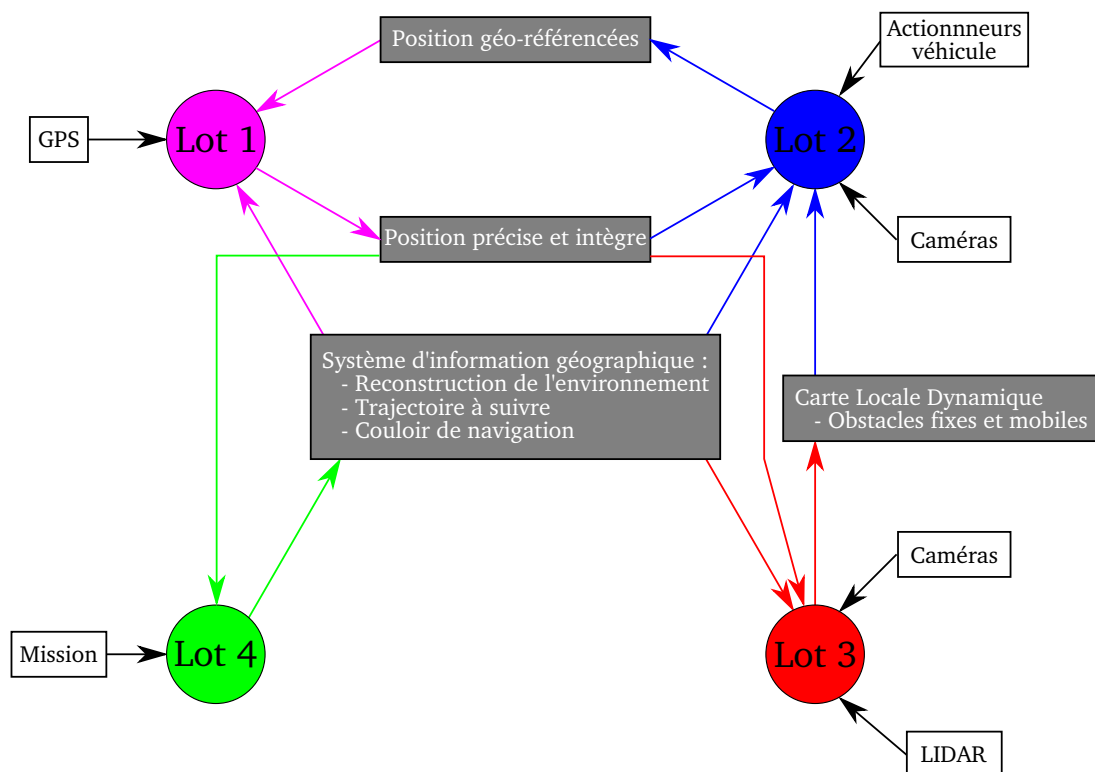 Position géo-référencées
Actionnneurs
véhicule
GPS
Lot 1
Lot 2
Position précise et intègre
Caméras
Système d'information géographique :
- Reconstruction de l'environnement
- Trajectoire à suivre
- Couloir de navigation
Carte Locale Dynamique
- Obstacles fixes et mobiles
Caméras
Mission
Lot 4
Lot 3
LIDAR